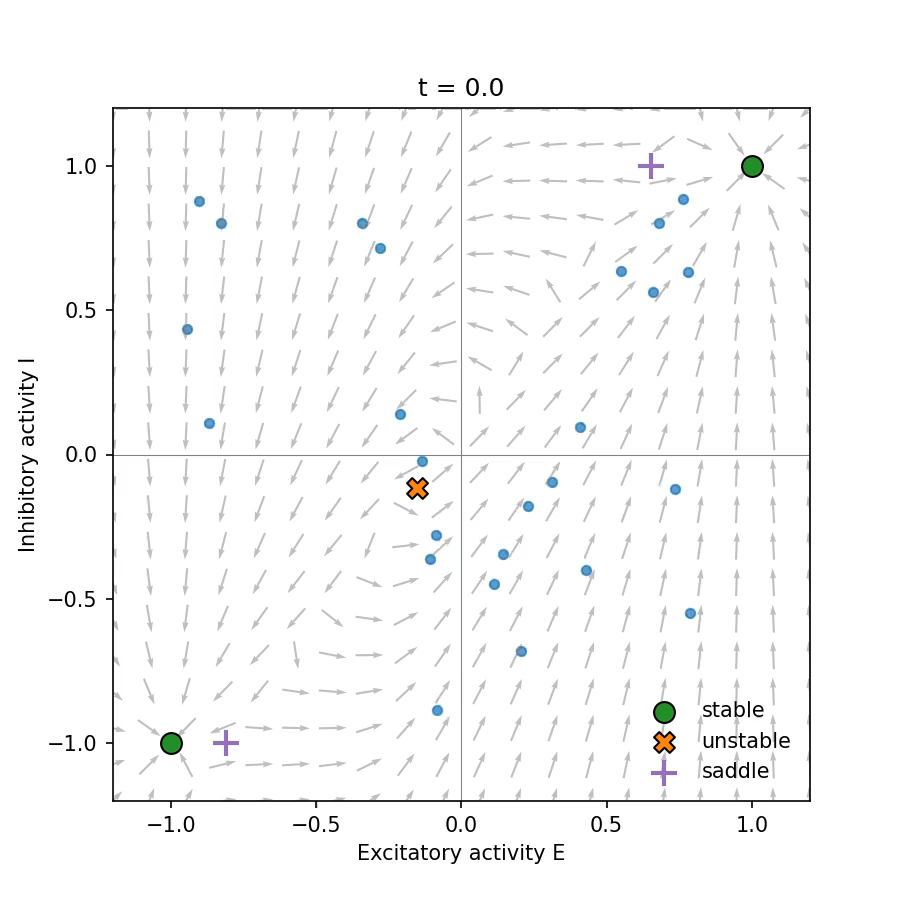 t = 0.0
1.0
0.5
0.0
−0.5
−1.0
Inhibitory activity I
stable
unstable
saddle
−1.0 −0.5 0.0 0.5 1.0
Excitatory activity E